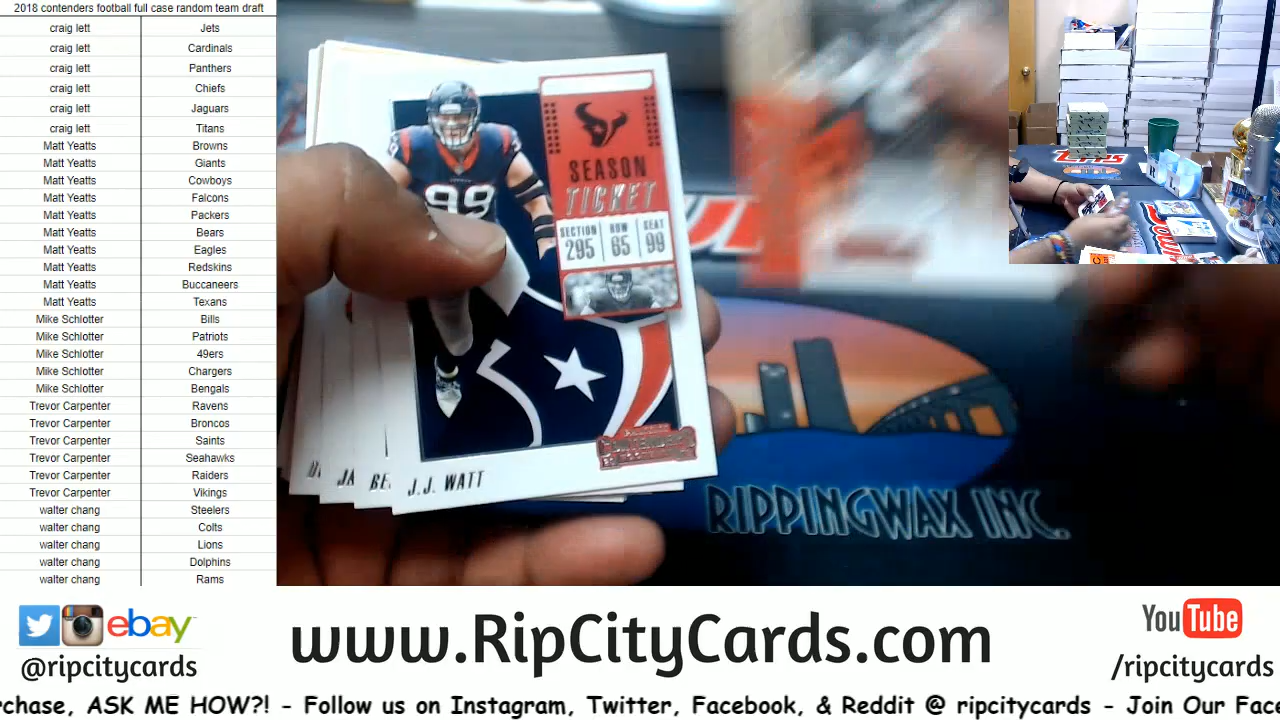 2018 contenders football full case random team draft
craig lett Jets
craig lett Cardinals
craig lett Panthers
craig lett Chiefs
craig lett Jaguars
craig lett Titans
Matt Yeatts Browns
Matt Yeatts Giants
Matt Yeatts Cowboys
Matt Yeatts Falcons
Matt Yeatts Packers
Matt Yeatts Bears
Matt Yeatts Eagles
Matt Yeatts Redskins
Matt Yeatts Buccaneers
Matt Yeatts Texans
Mike Schlotter Bills
Mike Schlotter Patriots
Mike Schlotter 49ers
Mike Schlotter Chargers
Mike Schlotter Bengals
Trevor Carpenter Ravens
Trevor Carpenter Broncos
Trevor Carpenter Saints
Trevor Carpenter Seahawks
Trevor Carpenter Raiders
Trevor Carpenter Vikings
walter chang Steelers
walter chang Colts
walter chang Lions
walter chang Dolphins
walter chang Rams
99
SEASON
TICKET
SECTION ROW SEAT
295 65 99
CONTENDERS
JA BE J.J. WATT
RIPPINGWAX INC.
ebay
@ripcitycards
www.RipCityCards.com
YouTube
/ripcitycards
rchase, ASK ME HOW?! - Follow us on Instagram, Twitter, Facebook, & Reddit @ ripcitycards - Join Our Face